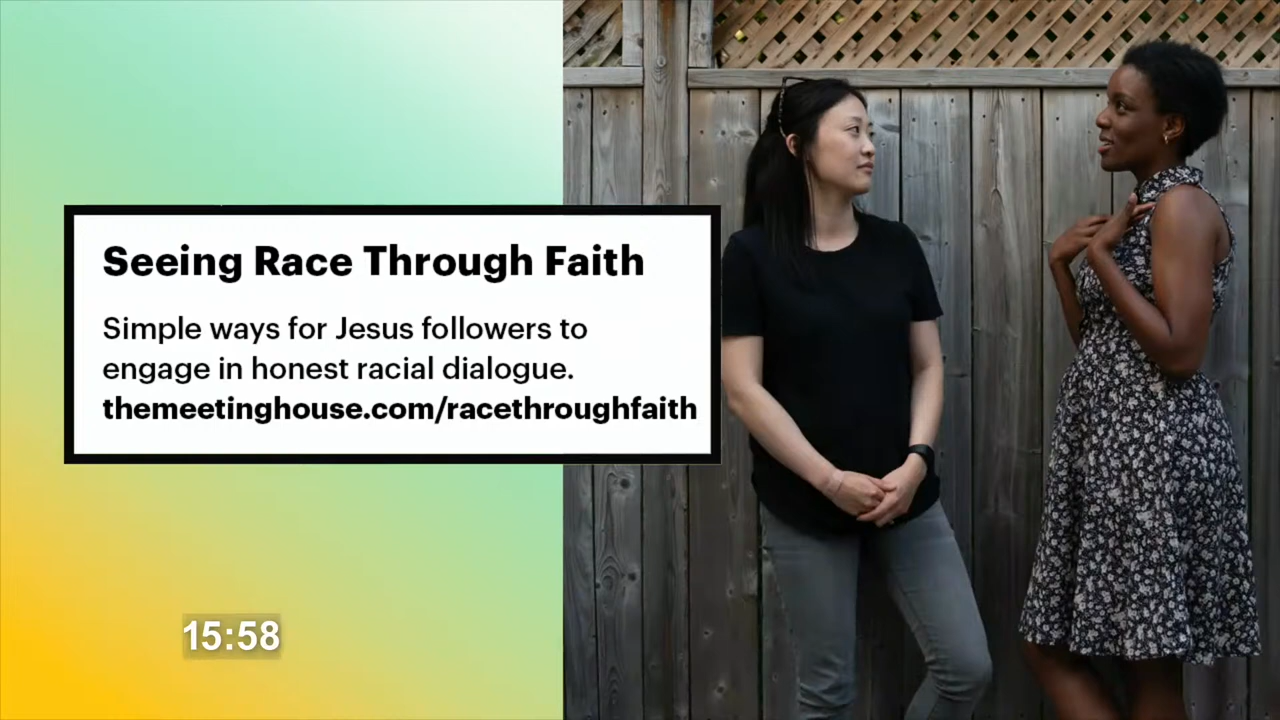 Seeing Race Through Faith
Simple ways for Jesus followers to
engage in honest racial dialogue.
themeetinghouse.com/racethroughfaith
15:58